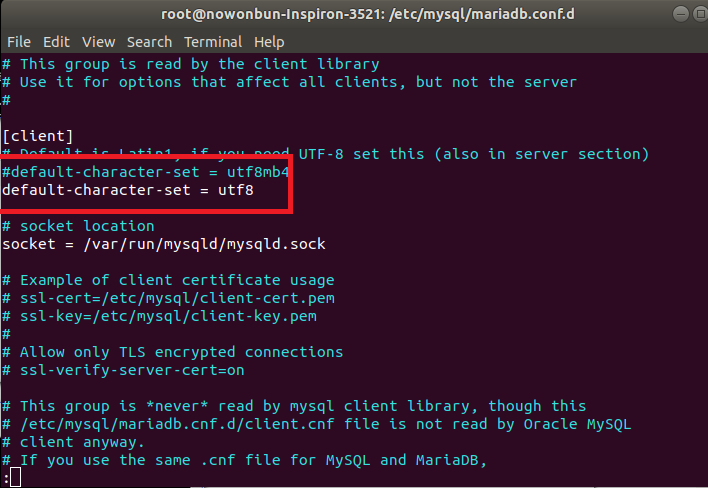 root@nowonbun-Inspiron-3521: /etc/mysql/mariadb.conf.d
File Edit View Search Terminal Help
# This group is read by the client library
# Use it for options that affect all clients, but not the server
#
[client]
# Default is Latin1, if you need UTF-8 set this (also in server section)
#default-character-set = utf8mb4
default-character-set = utf8
# socket location
socket = /var/run/mysqld/mysqld.sock
# Example of client certificate usage
# ssl-cert=/etc/mysql/client-cert.pem
# ssl-key=/etc/mysql/client-key.pem
#
# Allow only TLS encrypted connections
# ssl-verify-server-cert=on
# This group is *never* read by mysql client library, though this
# /etc/mysql/mariadb.cnf.d/client.cnf file is not read by Oracle MySQL
# client anyway.
# If you use the same .cnf file for MySQL and MariaDB,
: